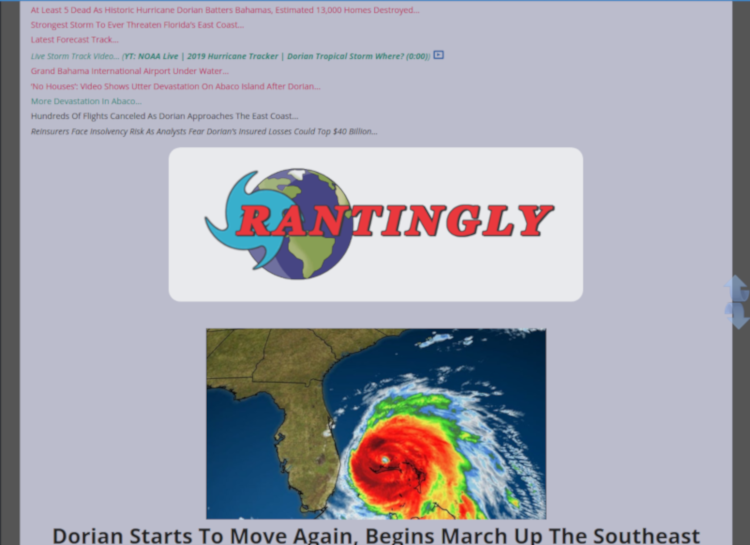 At Least 5 Dead As Historic Hurricane Dorian Batters Bahamas, Estimated 13,000 Homes Destroyed...
Strongest Storm To Ever Threaten Florida's East Coast...
Latest Forecast Track...
Live Storm Track Video... (YT: NOAA Live | 2019 Hurricane Tracker | Dorian Tropical Storm Where? (0:00))
Grand Bahama International Airport Under Water...
'No Houses': Video Shows Utter Devastation On Abaco Island After Dorian...
More Devastation In Abaco...
Hundreds Of Flights Canceled As Dorian Approaches The East Coast...
Reinsurers Face Insolvency Risk As Analysts Fear Dorian's Insured Losses Could Top $40 Billion...
RANTINGLY
Dorian Starts To Move Again, Begins March Up The Southeast